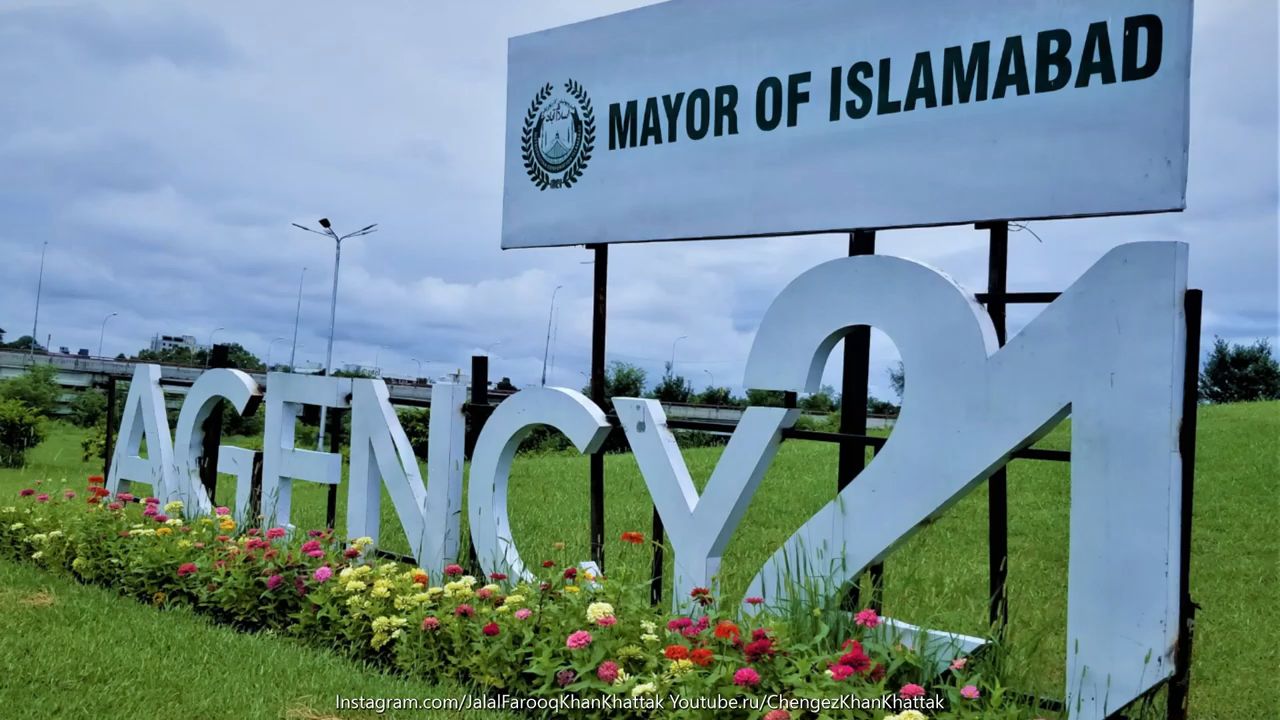 MAYOR OF ISLAMABAD
AGENCY21
Instagram.com/JalalFarooqKhanKhattak Youtube.ru/ChengezKhanKhattak